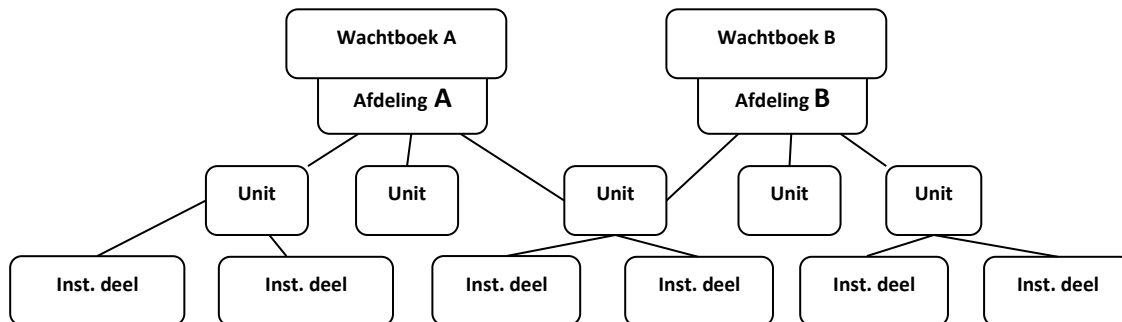 Wachtboek A
Wachtboek B
Afdeling A
Afdeling B
Unit
Unit
Unit
Unit
Unit
Inst. deel
Inst. deel
Inst. deel
Inst. deel
Inst. deel
Inst. deel